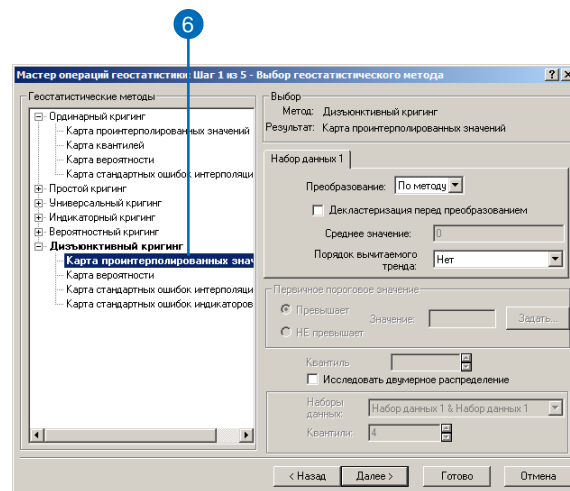 6
Мастер операций геостатистики: Шаг 1 из 5 - Выбор геостатистического метода
Геостатистические методы
Ординарный кригинг
Карта проинтерполированных значений
Карта квантилей
Карта вероятности
Карта стандартных ошибок интерполяци
Простой кригинг
Универсальный кригинг
Индикаторный кригинг
Вероятностный кригинг
Дизъюнктивный кригинг
Карта проинтерполированных знач
Карта вероятности
Карта стандартных ошибок интерполяци
Карта стандартных ошибок индикаторов
Выбор
Метод: Дизъюнктивный кригинг
Результат: Карта проинтерполированных значений
Набор данных 1
Преобразование: По методу
Декластеризация перед преобразованием
Среднее значение: 0
Порядок вычитаемого тренда: Нет
Первичное пороговое значение
Превышает
НЕ превышает
Значение:
Задать...
Квантиль
Исследовать двумерное распределение
Наборы данных: Набор данных 1 & Набор данных 1
Квантили: 4
< Назад
Далее >
Готово
Отмена